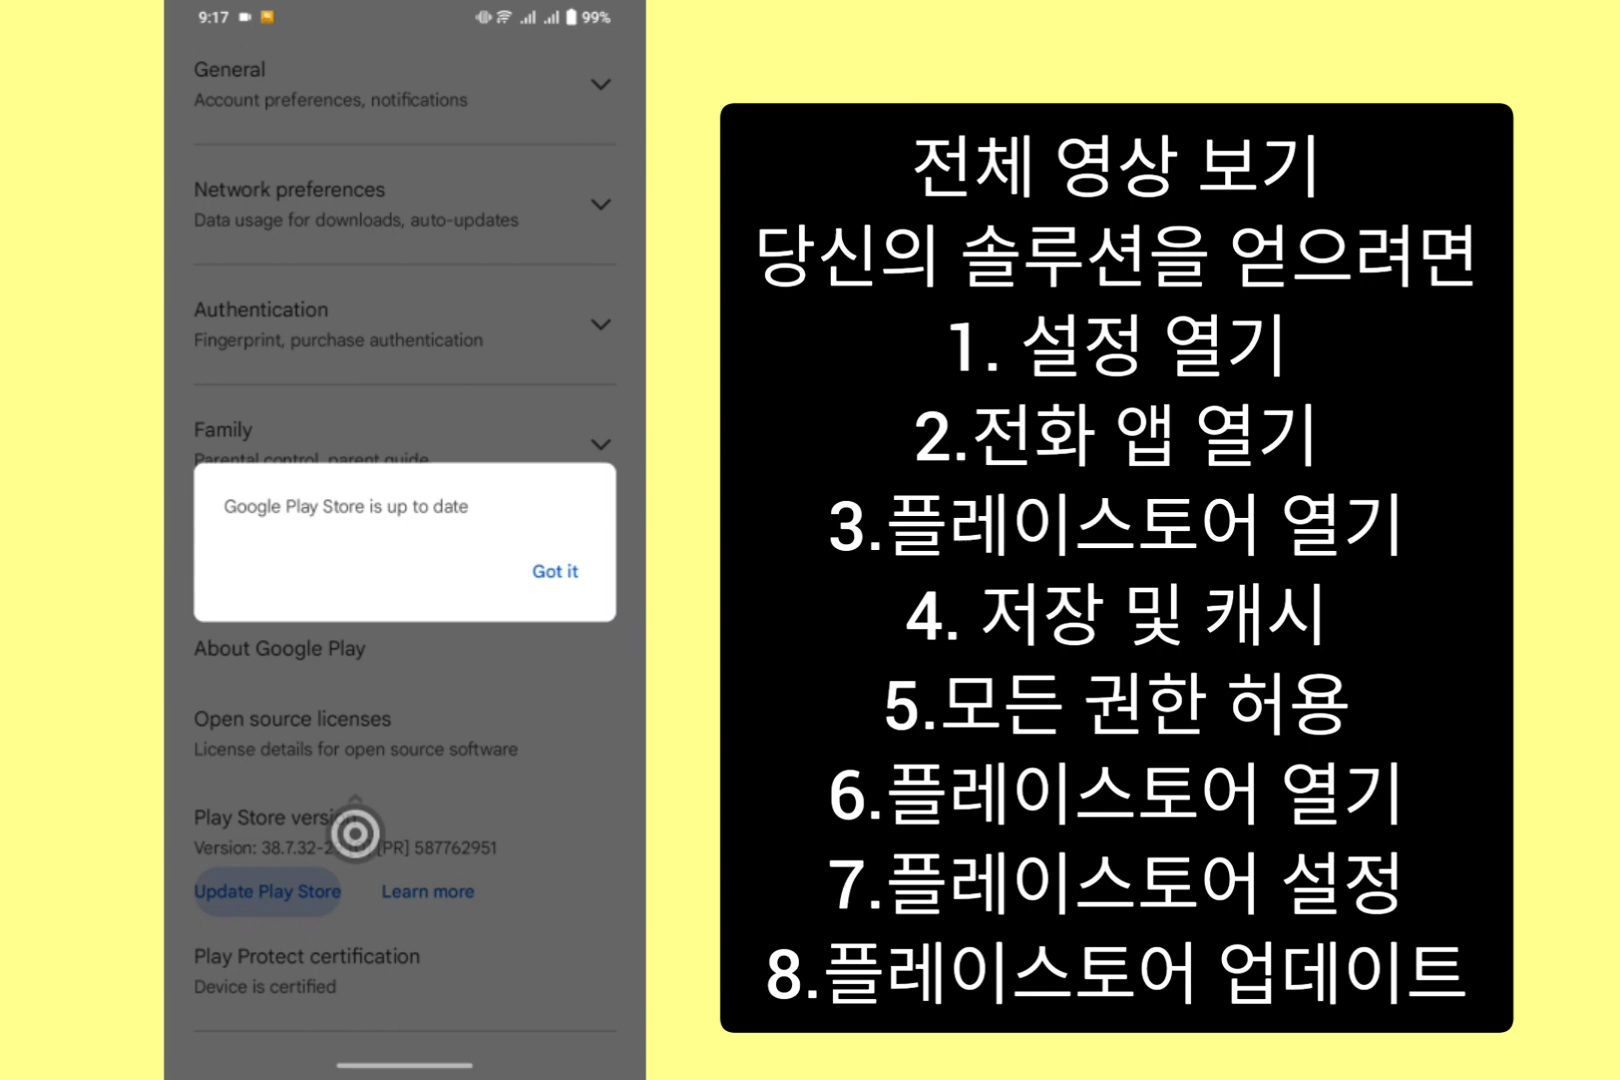 9:17
99%
General
Account preferences, notifications
Network preferences
Data usage for downloads, auto-updates
Authentication
Fingerprint, purchase authentication
Family
Parental control, parent guide
Google Play Store is up to date
Got it
About Google Play
Open source licenses
License details for open source software
Play Store version
Version: 38.7.32-2 [PR] 587762951
Update Play Store
Learn more
Play Protect certification
Device is certified
전체 영상 보기
당신의 솔루션을 얻으려면
1. 설정 열기
2.전화 앱 열기
3.플레이스토어 열기
4. 저장 및 캐시
5.모든 권한 허용
6.플레이스토어 열기
7.플레이스토어 설정
8.플레이스토어 업데이트